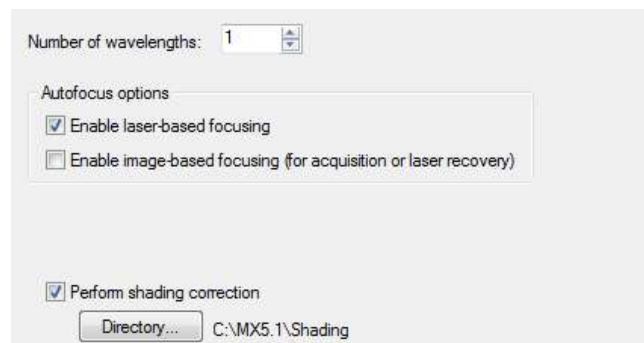 Number of wavelengths: 1
Autofocus options
Enable laser-based focusing
Enable image-based focusing (for acquisition or laser recovery)
Perform shading correction
Directory... C:\MX5.1\Shading